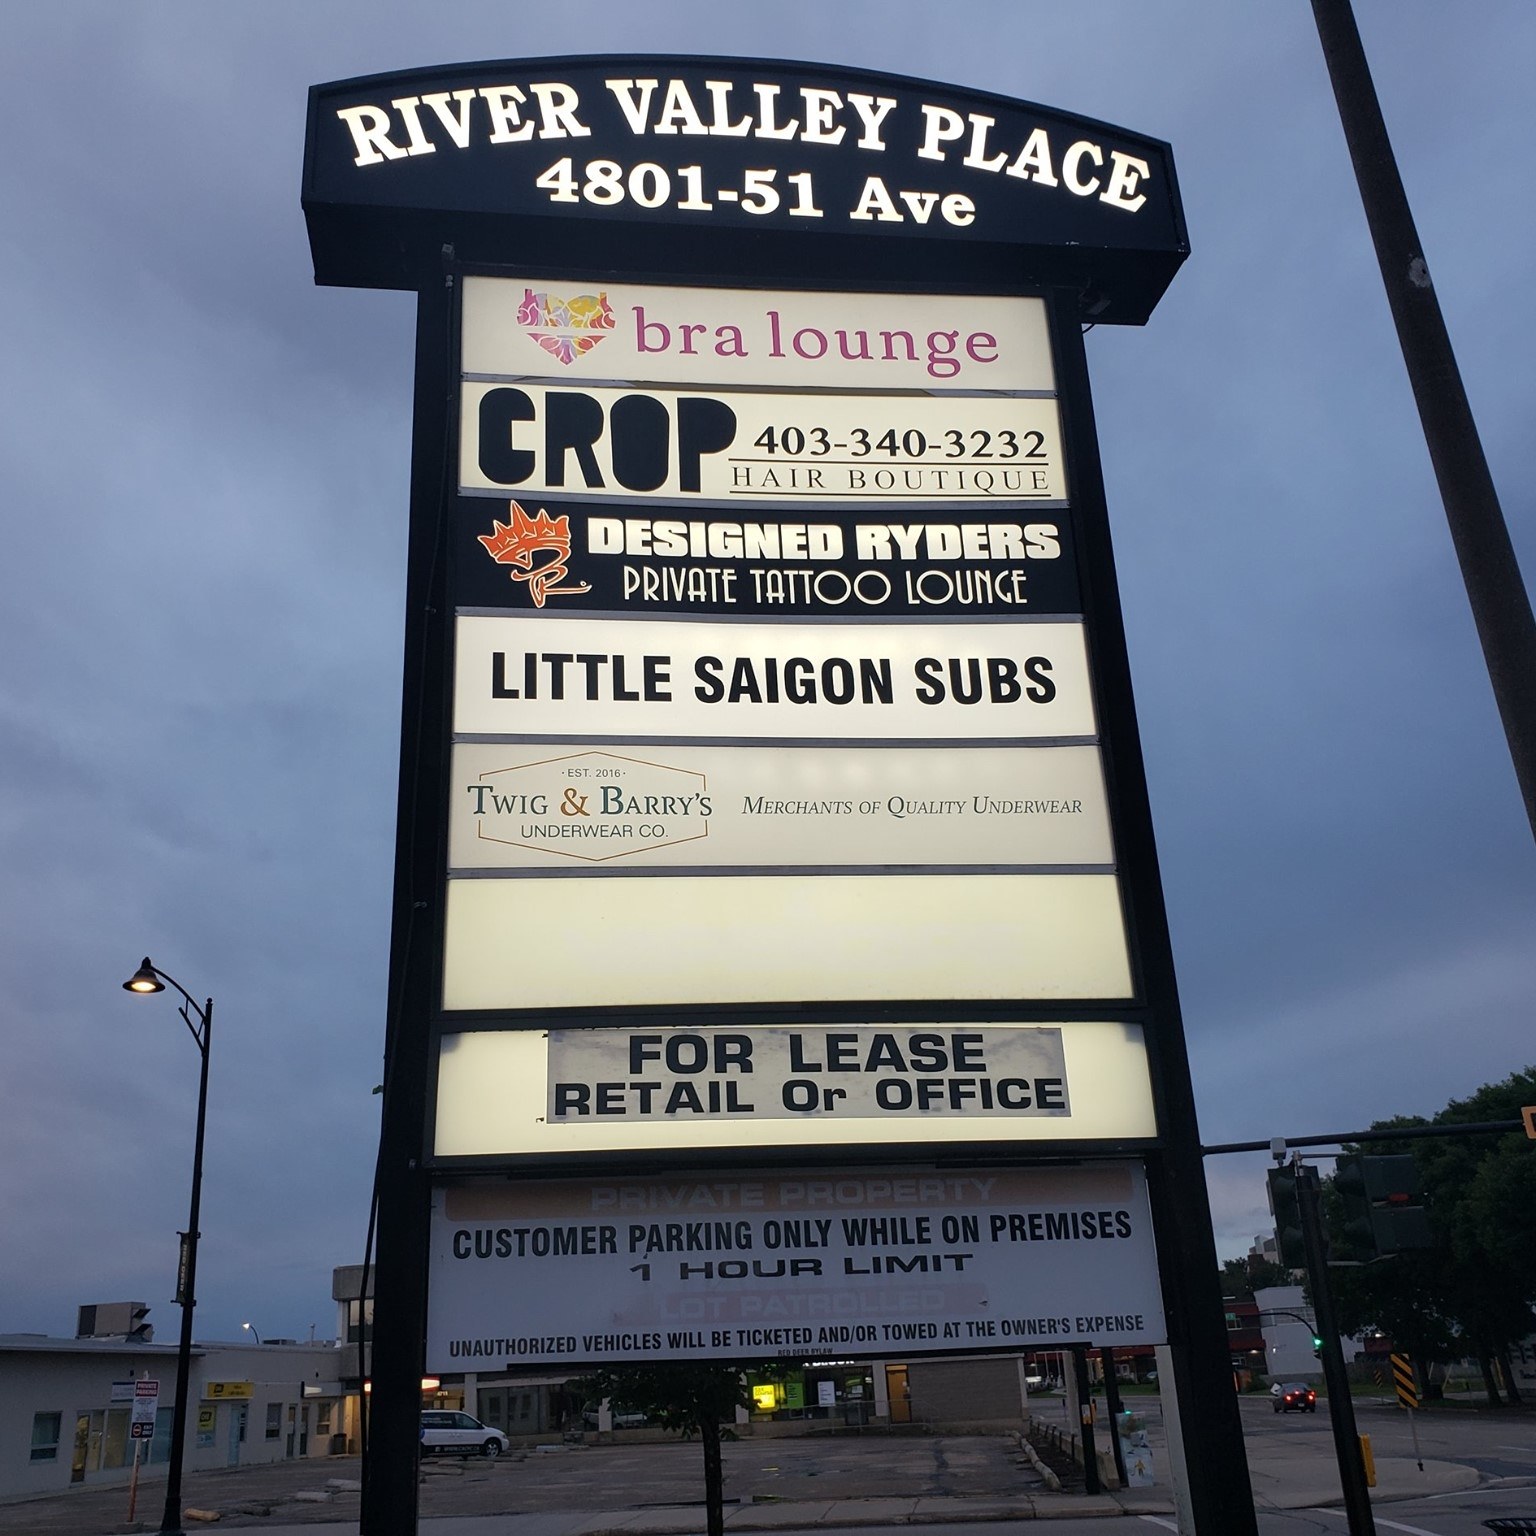 RIVER VALLEY PLACE
4801-51 Ave
bra lounge
CROP
403-340-3232
HAIR BOUTIQUE
DESIGNED RYDERS
PRIVATE TATTOO LOUNGE
LITTLE SAIGON SUBS
· EST. 2016 ·
TWIG & BARRY'S
UNDERWEAR CO.
MERCHANTS OF QUALITY UNDERWEAR
FOR LEASE
RETAIL Or OFFICE
PRIVATE PROPERTY
CUSTOMER PARKING ONLY WHILE ON PREMISES
1 HOUR LIMIT
LOT PATROLLED
UNAUTHORIZED VEHICLES WILL BE TICKETED AND/OR TOWED AT THE OWNER'S EXPENSE
RED DEER BYLAW